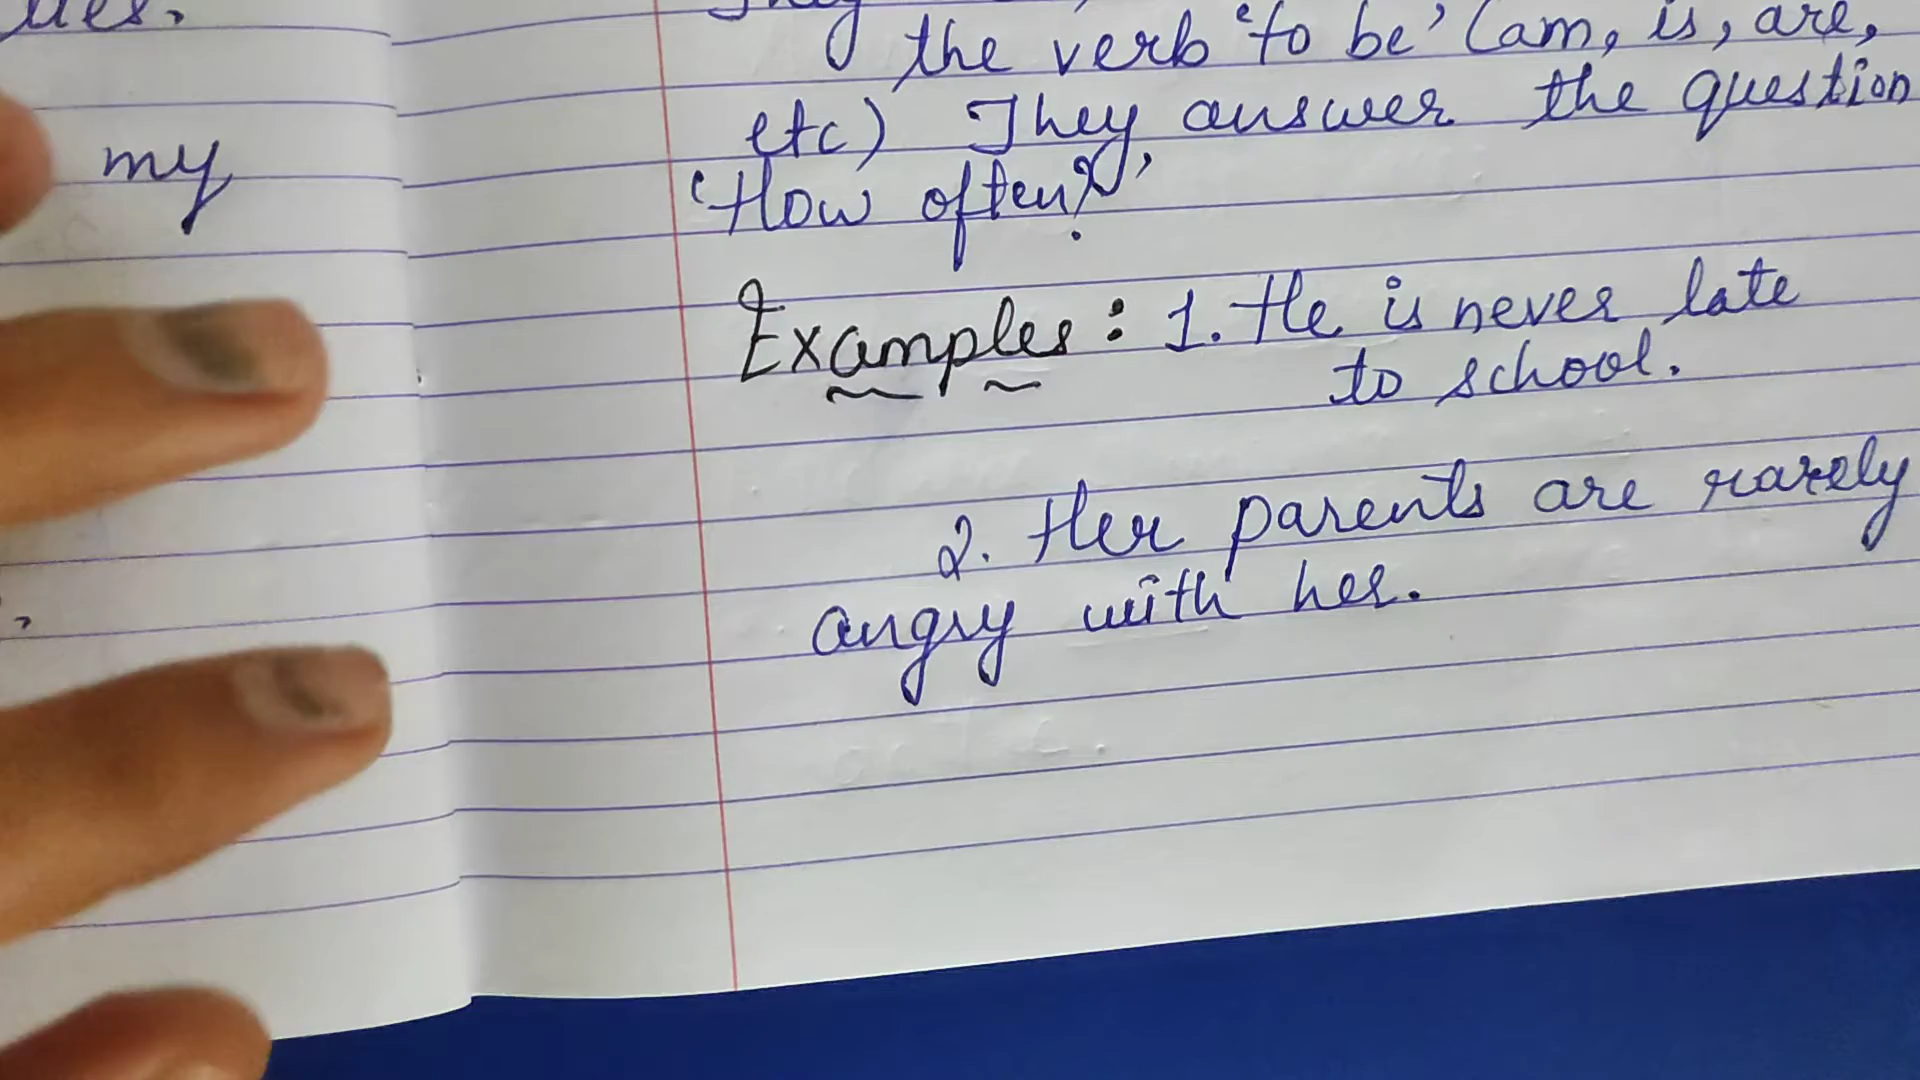 my
They
the verb 'to be' (am, is, are,
etc) They answer the question
'How often?'
Examples : 1. He is never late
to school.
2. Her parents are rarely
angry with her.